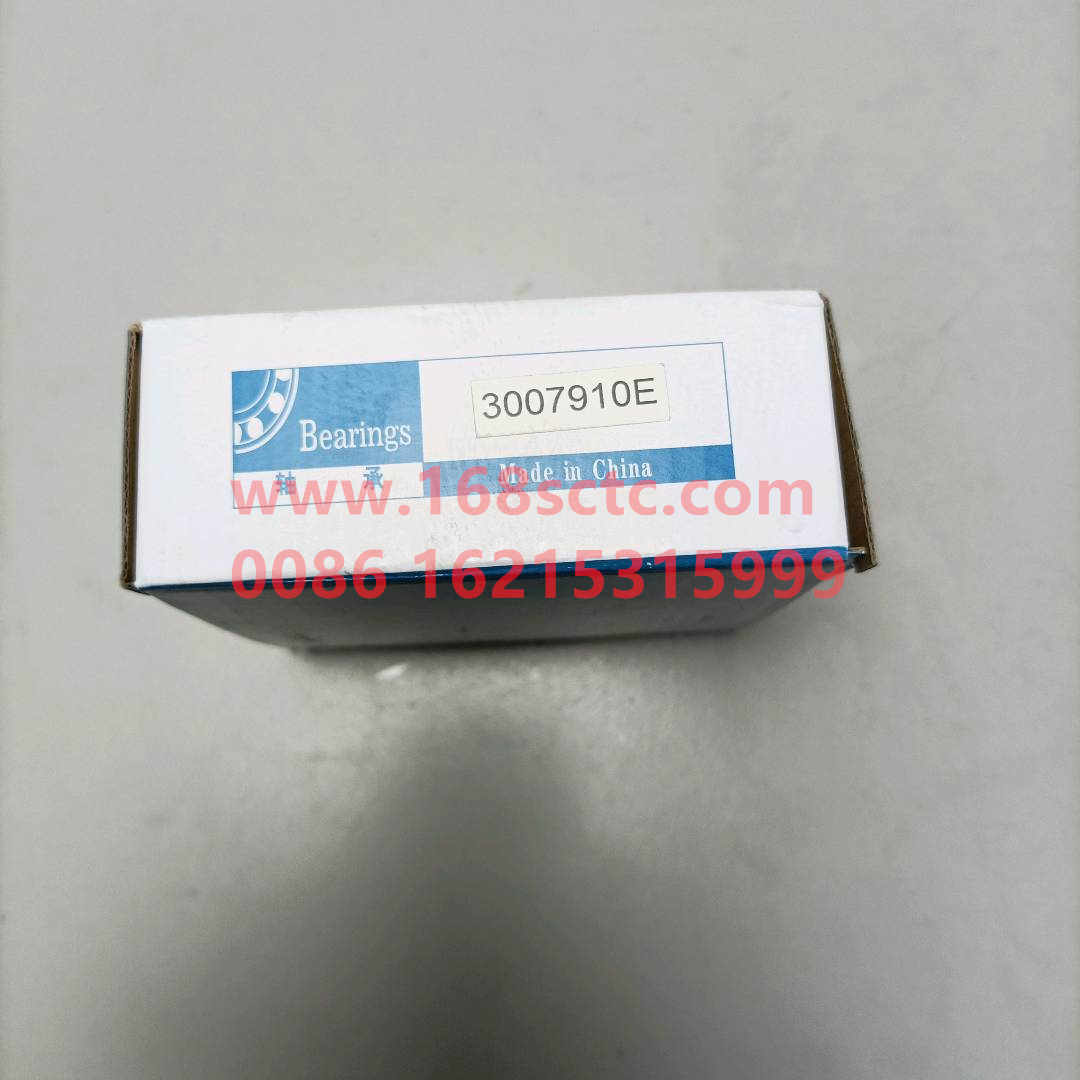 3007910E
Bearings
Made in China
轴 承
www.168sctc.com
0086 16215315999